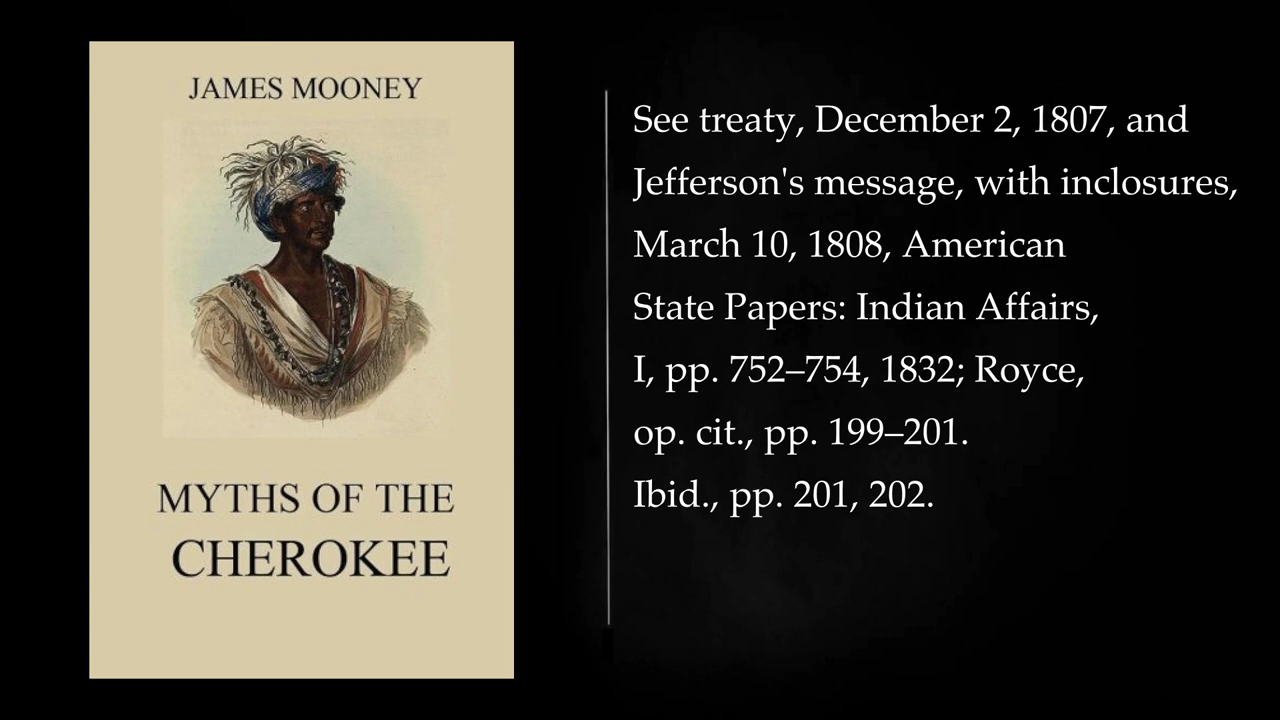 JAMES MOONEY
MYTHS OF THE
CHEROKEE
See treaty, December 2, 1807, and
Jefferson's message, with inclosures,
March 10, 1808, American
State Papers: Indian Affairs,
I, pp. 752–754, 1832; Royce,
op. cit., pp. 199–201.
Ibid., pp. 201, 202.